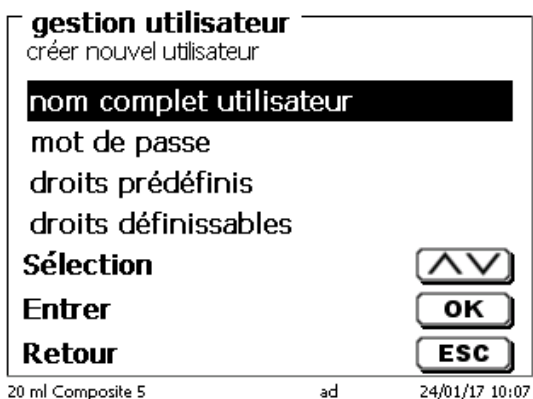 gestion utilisateur
créer nouvel utilisateur
nom complet utilisateur
mot de passe
droits prédéfinis
droits définissables
Sélection
Entrer OK
Retour ESC
20 ml Composite 5 ad 24/01/17 10:07